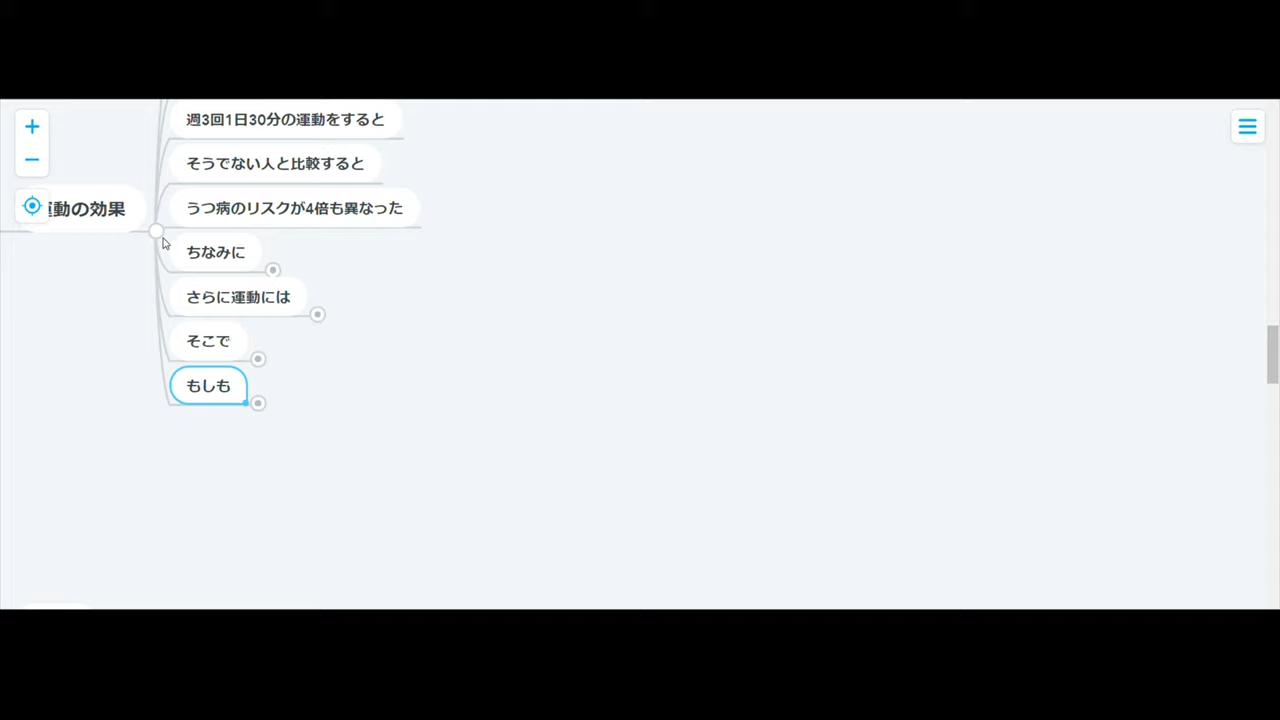 週3回1日30分の運動をすると
そうでない人と比較すると
動の効果
うつ病のリスクが4倍も異なった
ちなみに
さらに運動には
そこで
もしも